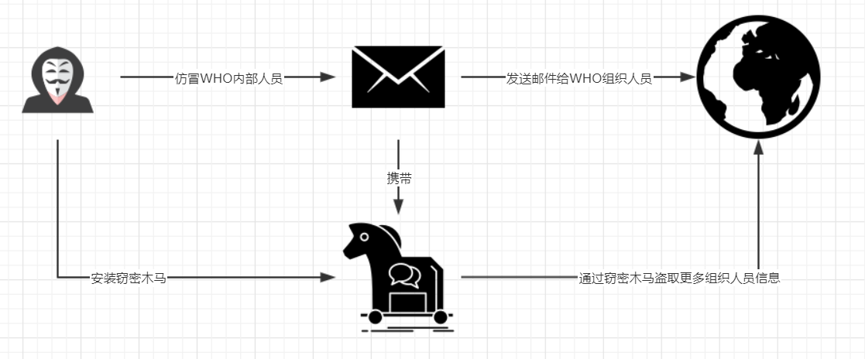 仿冒WHO内部人员
发送邮件给WHO组织人员
携带
安装窃密木马
通过窃密木马盗取更多组织人员信息